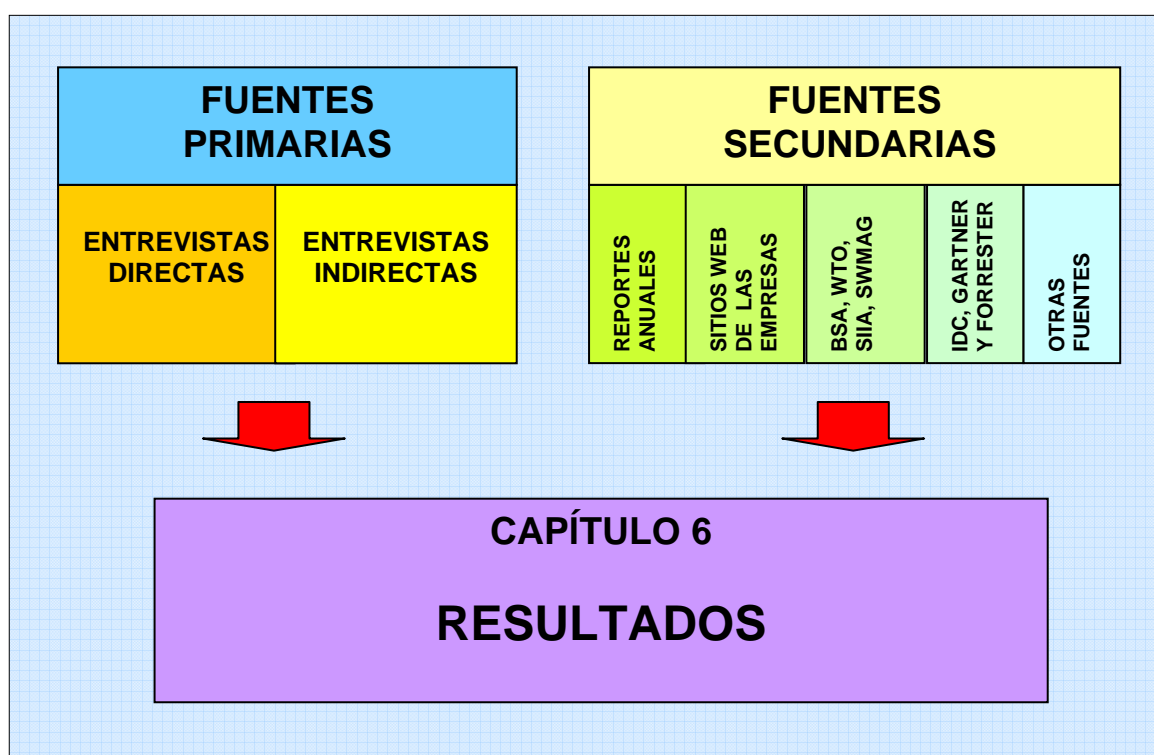 FUENTES
PRIMARIAS
ENTREVISTAS
DIRECTAS
ENTREVISTAS
INDIRECTAS
FUENTES
SECUNDARIAS
REPORTES
ANUALES
SITIOS WEB
DE LAS
EMPRESAS
BSA, WTO,
SIIA, SWMAG
IDC, GARTNER
Y FORRESTER
OTRAS
FUENTES
CAPÍTULO 6
RESULTADOS